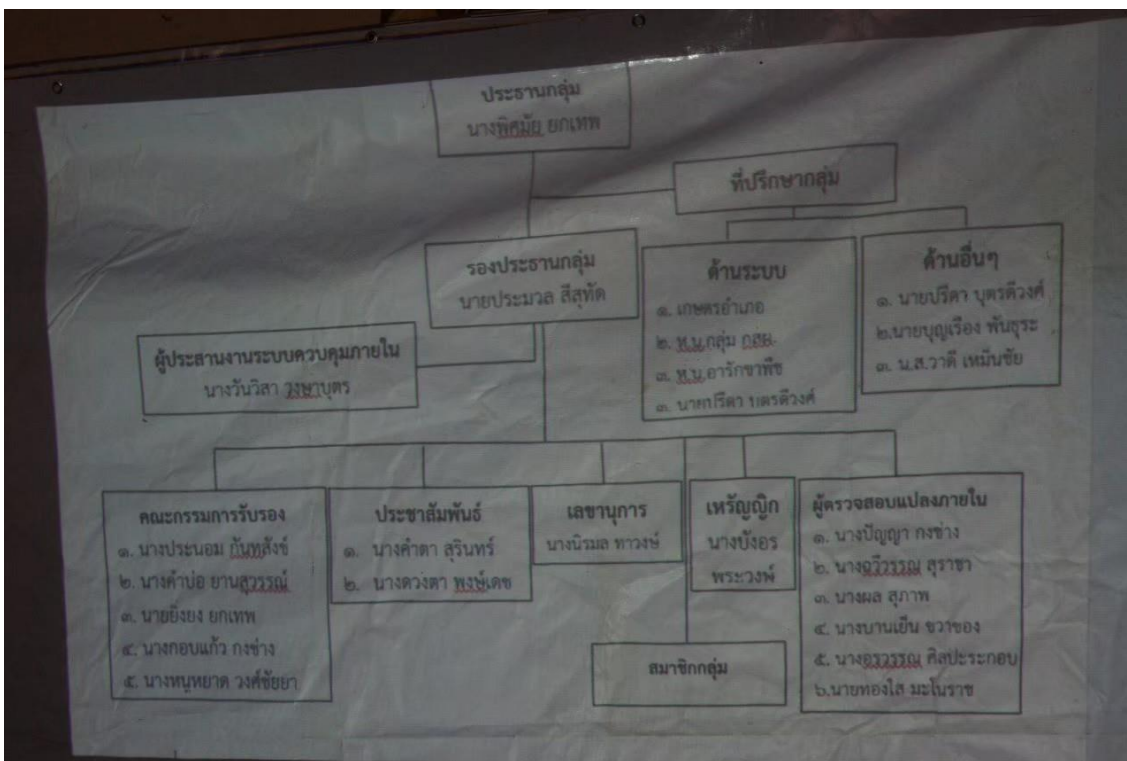 ประธานกลุ่ม
นางพิศมัย ยกเทพ
ที่ปรึกษากลุ่ม
รองประธานกลุ่ม
นายประมวล สีสุทัด
ด้านระบบ
๑. เกษตรอำเภอ
๒. ห.น.กลุ่ม กสผ.
๓. ห.น.อารักขาพืช
๓. นายปรีดา บุตรดีวงศ์
ด้านอื่นๆ
๑. นายปรีดา บุตรดีวงศ์
๒.นายบุญเรือง พันธุระ
๓. น.ส.วาดี เหมันชัย
ผู้ประสานงานระบบควบคุมภายใน
นางวันวิสา วงษาบุตร
คณะกรรมการรับรอง
๑. นางประนอม กันทสังข์
๒. นางคำบ่อ ยานสุวรรณ์
๓. นายยิ่งยง ยกเทพ
๔. นางกอบแก้ว กงซ่าง
๕. นางหนูหยาด วงศ์ชัยยา
ประชาสัมพันธ์
๑. นางคำตา สุรินทร์
๒. นางดวงตา พงษ์เดช
เลขานุการ
นางนิรมล ทาวงษ์
เหรัญญิก
นางบังอร
พระวงษ์
ผู้ตรวจสอบแปลงภายใน
๑. นางปัญญา กงซ่าง
๒. นางฉวีวรรณ สุราชา
๓. นางผล สุภาพ
๔. นางบานเย็น ขวาของ
๕. นางอรวรรณ ศิลปะระกอบ
๖.นายทองใส มะโนราช
สมาชิกกลุ่ม